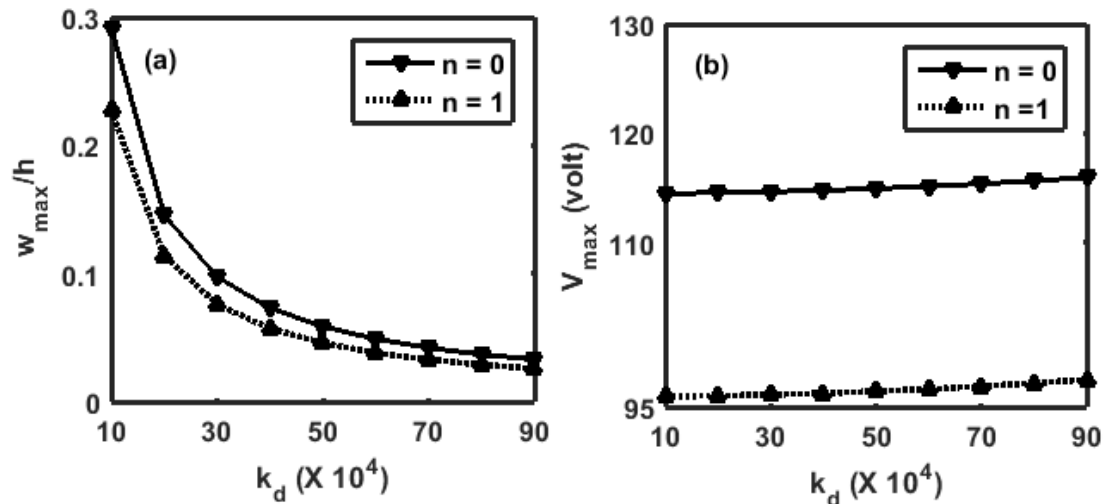 0.3
0.2
0.1
0
w_max/h
(a)
n = 0
n = 1
10 30 50 70 90
k_d (X 10^4)
130
120
110
95
V_max (volt)
(b)
n = 0
n =1
10 30 50 70 90
k_d (X 10^4)